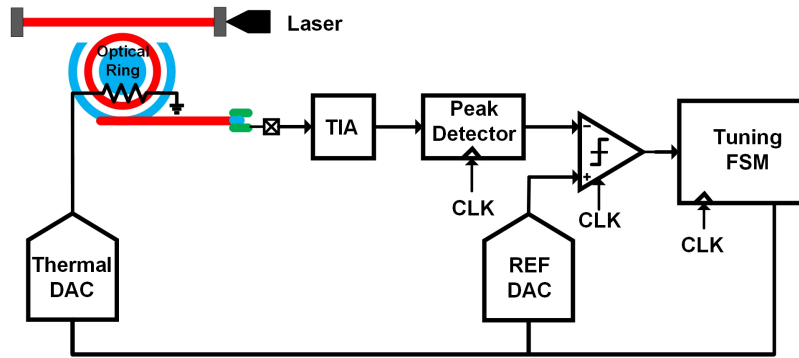 Laser
Optical
Ring
TIA
Peak
Detector
CLK
−
+
CLK
Tuning
FSM
CLK
Thermal
DAC
REF
DAC